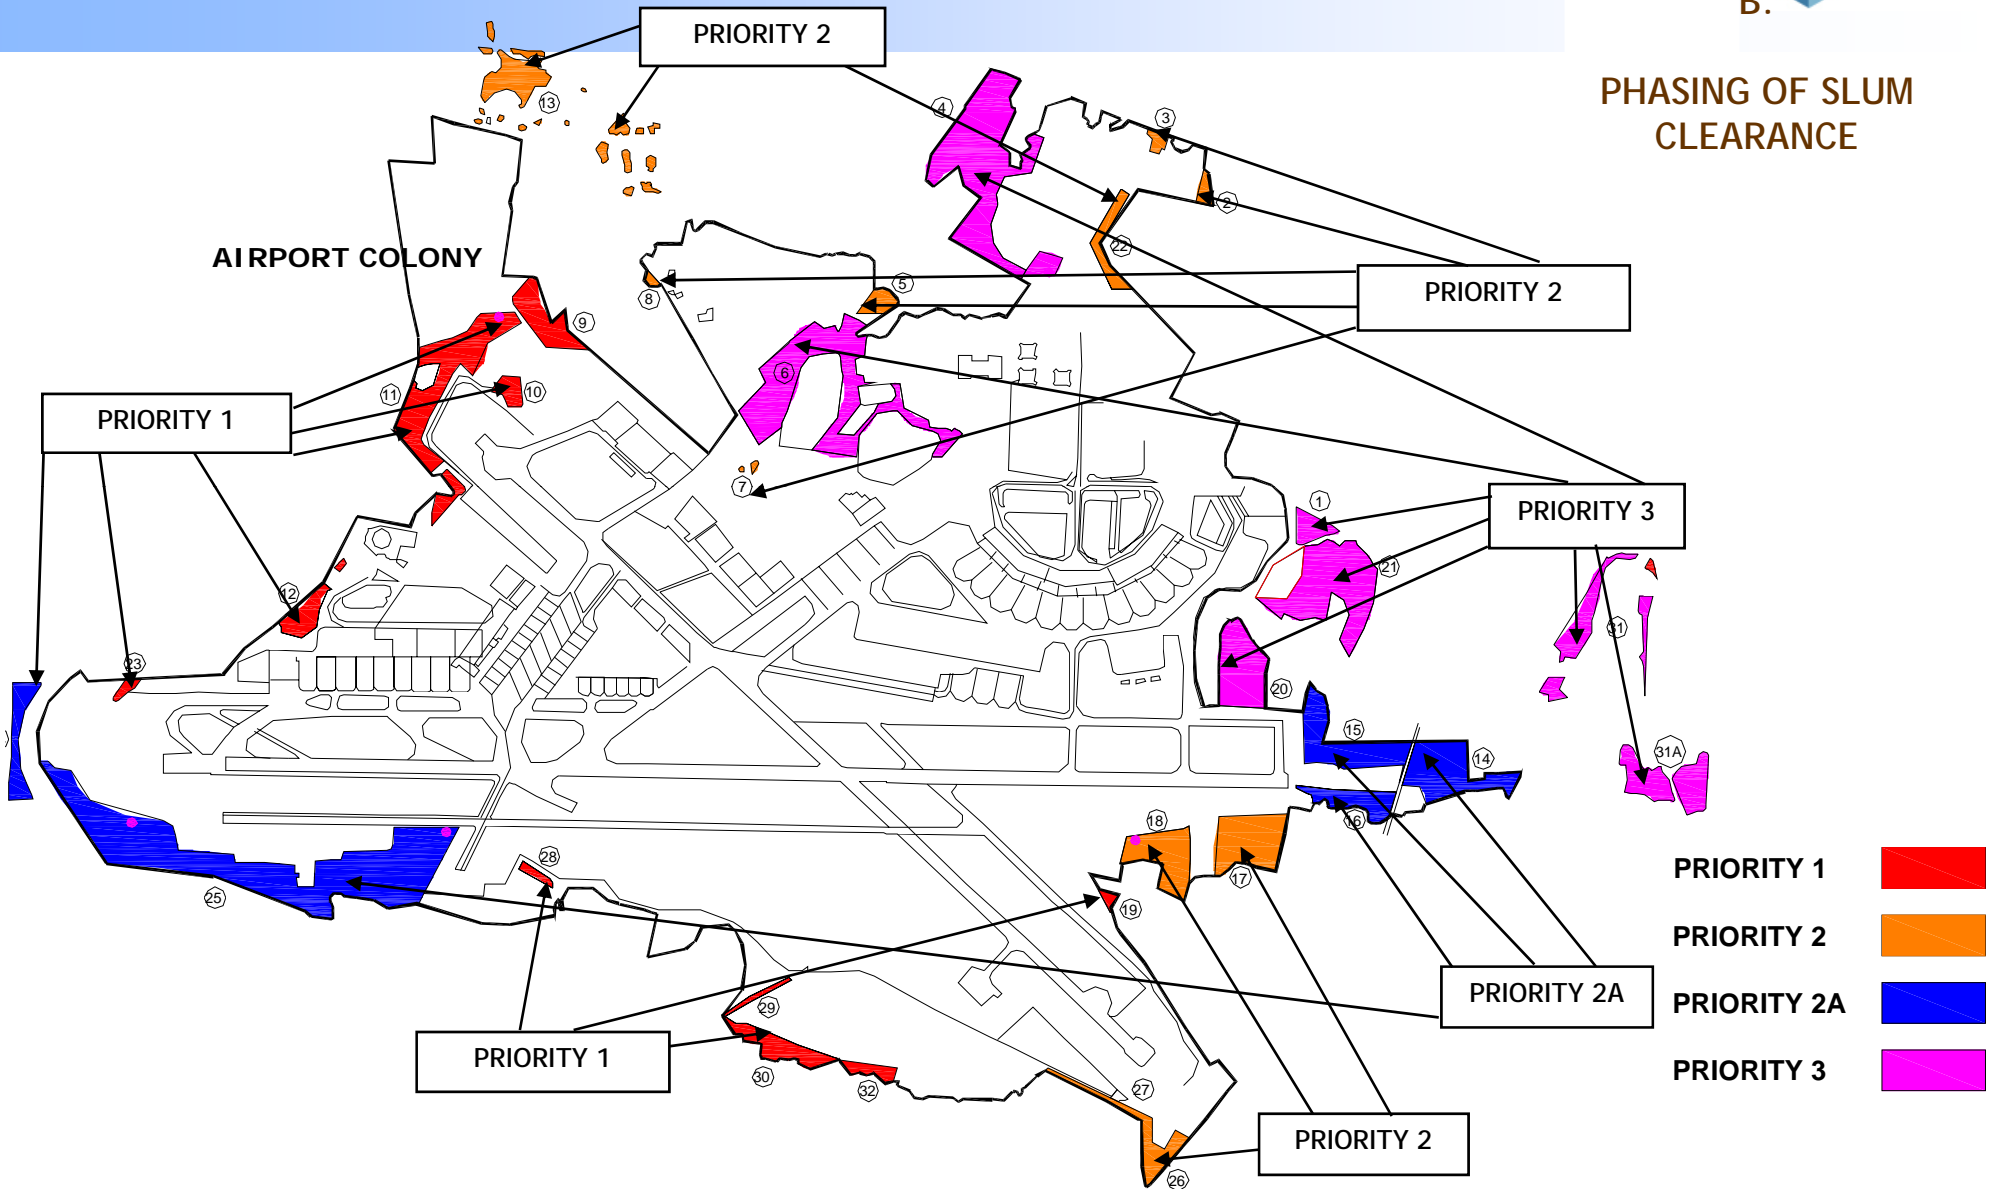 B.
PHASING OF SLUM
CLEARANCE
PRIORITY 2
13
4
3
2
22
AIRPORT COLONY
8
5
PRIORITY 2
9
6
11
10
PRIORITY 1
7
1
PRIORITY 3
21
12
31
23
20
15
14
31A
16
18
17
28
25
19
PRIORITY 1
PRIORITY 2
PRIORITY 2A
PRIORITY 3
PRIORITY 2A
29
PRIORITY 1
30
32
27
PRIORITY 2
26